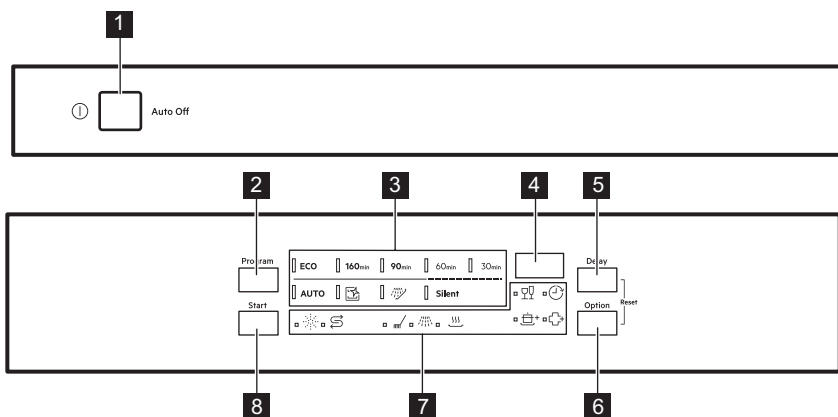 1
Auto Off
2 3 4 5
Program Delay
ECO 160min 90min 60min 30min
AUTO Silent
Start Option
Reset
8 7 6